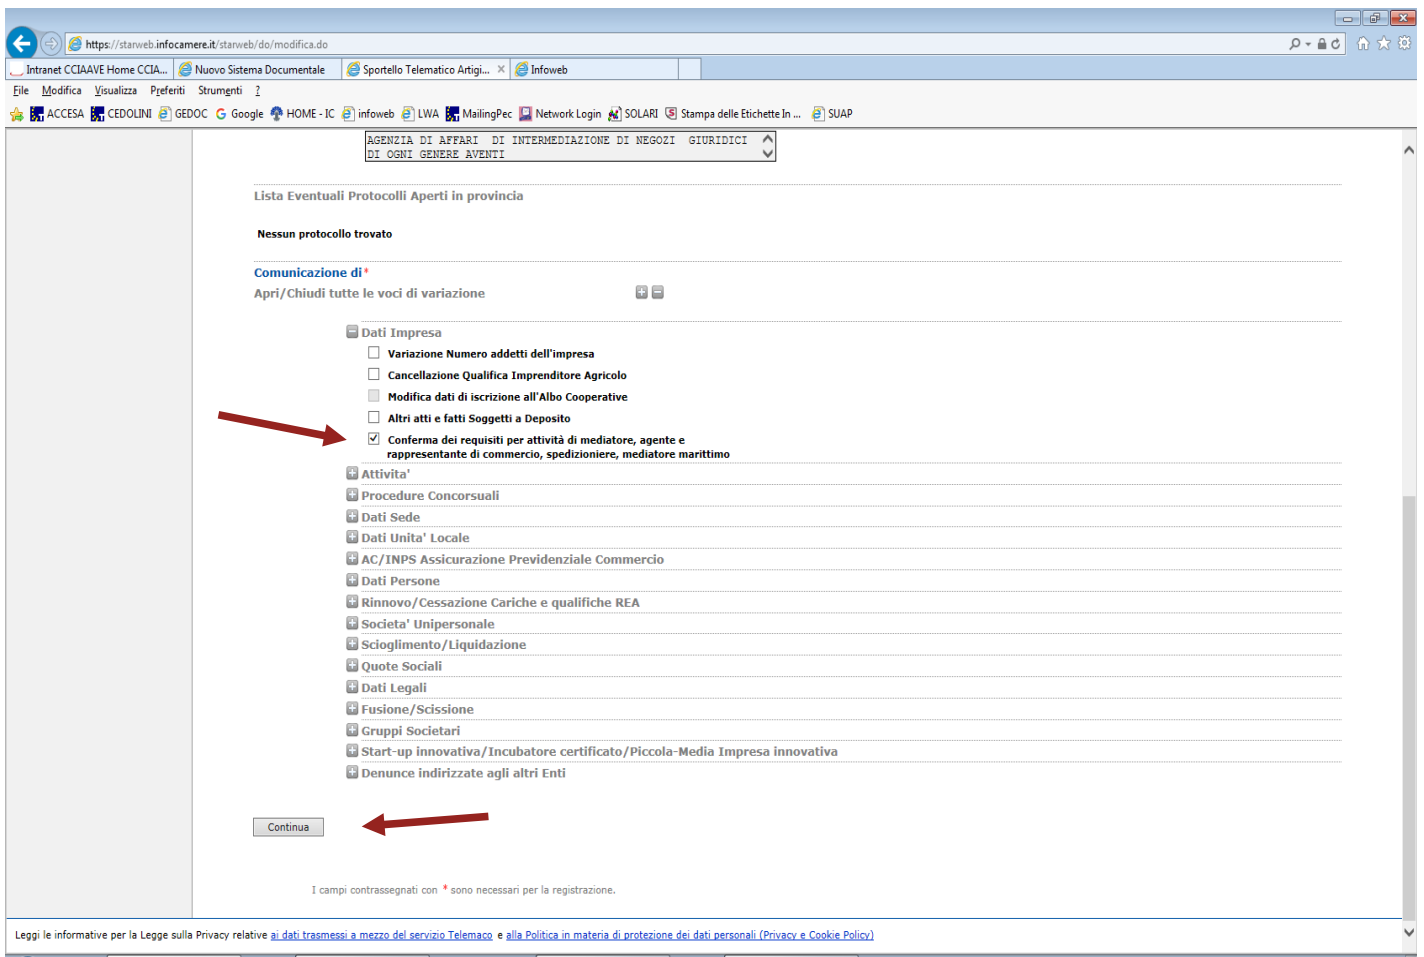 https://starweb.infocamere.it/starweb/do/modifica.do
Intranet CCIAAVE Home CCIA... Nuovo Sistema Documentale Sportello Telematico Artigi... × Infoweb
File Modifica Visualizza Preferiti Strumenti ?
ACCESA CEDOLINI GEDOC Google HOME - IC infoweb LWA MailingPec Network Login SOLARI Stampa delle Etichette In ... SUAP
AGENZIA DI AFFARI DI INTERMEDIAZIONE DI NEGOZI GIURIDICI
DI OGNI GENERE AVENTI
Lista Eventuali Protocolli Aperti in provincia
Nessun protocollo trovato
Comunicazione di*
Apri/Chiudi tutte le voci di variazione
Dati Impresa
Variazione Numero addetti dell'impresa
Cancellazione Qualifica Imprenditore Agricolo
Modifica dati di iscrizione all'Albo Cooperative
Altri atti e fatti Soggetti a Deposito
Conferma dei requisiti per attività di mediatore, agente e
rappresentante di commercio, spedizioniere, mediatore marittimo
Attivita'
Procedure Concorsuali
Dati Sede
Dati Unita' Locale
AC/INPS Assicurazione Previdenziale Commercio
Dati Persone
Rinnovo/Cessazione Cariche e qualifiche REA
Societa' Unipersonale
Scioglimento/Liquidazione
Quote Sociali
Dati Legali
Fusione/Scissione
Gruppi Societari
Start-up innovativa/Incubatore certificato/Piccola-Media Impresa innovativa
Denunce indirizzate agli altri Enti
Continua
I campi contrassegnati con * sono necessari per la registrazione.
Leggi le informative per la Legge sulla Privacy relative ai dati trasmessi a mezzo del servizio Telemaco e alla Politica in materia di protezione dei dati personali (Privacy e Cookie Policy)